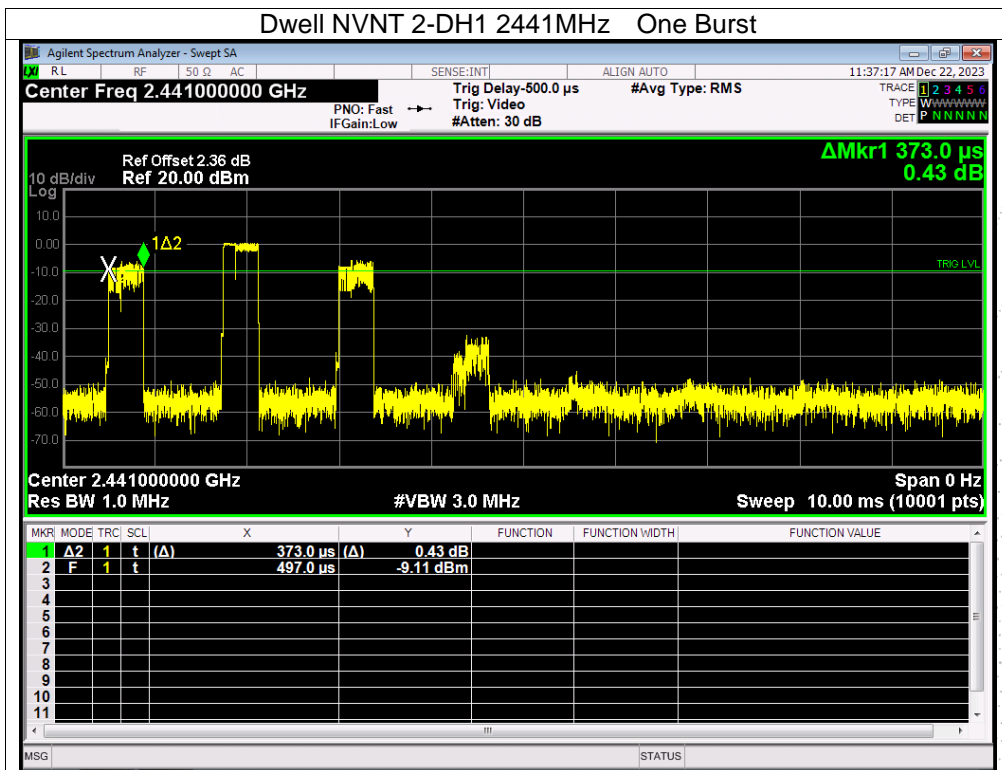 Dwell NVNT 2-DH1 2441MHz One Burst
Agilent Spectrum Analyzer - Swept SA
LXI RL RF 50 Ω AC SENSE:INT ALIGN AUTO 11:37:17 AM Dec 22, 2023
Center Freq 2.441000000 GHz
PNO: Fast
IFGain:Low
Trig Delay-500.0 µs
Trig: Video
#Atten: 30 dB
#Avg Type: RMS
TRACE 1 2 3 4 5 6
TYPE WWWWWWW
DET P N N N N N
ΔMkr1 373.0 µs
0.43 dB
Ref Offset 2.36 dB
10 dB/div Ref 20.00 dBm
Log
10.0
0.00
-10.0
-20.0
-30.0
-40.0
-50.0
-60.0
-70.0
X
1Δ2
TRIG LVL
Center 2.441000000 GHz Span 0 Hz
Res BW 1.0 MHz #VBW 3.0 MHz Sweep 10.00 ms (10001 pts)
MKR MODE TRC SCL X Y FUNCTION FUNCTION WIDTH FUNCTION VALUE
1 Δ2 1 t (Δ) 373.0 µs (Δ) 0.43 dB
2 F 1 t 497.0 µs -9.11 dBm
3
4
5
6
7
8
9
10
11
MSG STATUS